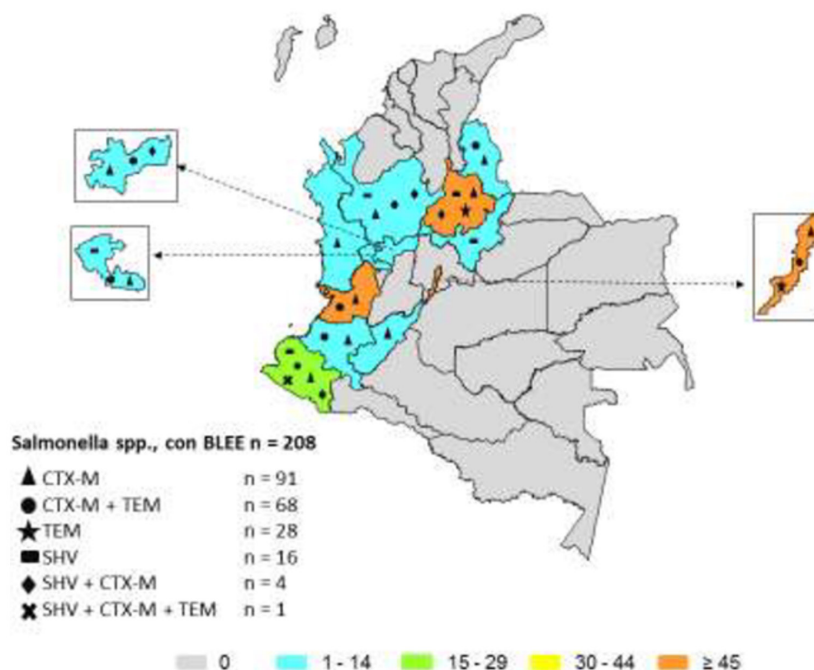 Salmonella spp., con BLEE n = 208
CTX-M n = 91
CTX-M + TEM n = 68
TEM n = 28
SHV n = 16
SHV + CTX-M n = 4
SHV + CTX-M + TEM n = 1
0 1 - 14 15 - 29 30 - 44 ≥ 45